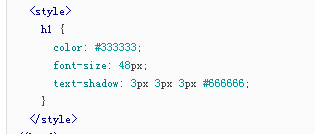 <style>
h1 {
color: #333333;
font-size: 48px;
text-shadow: 3px 3px 3px #666666;
}
</style>